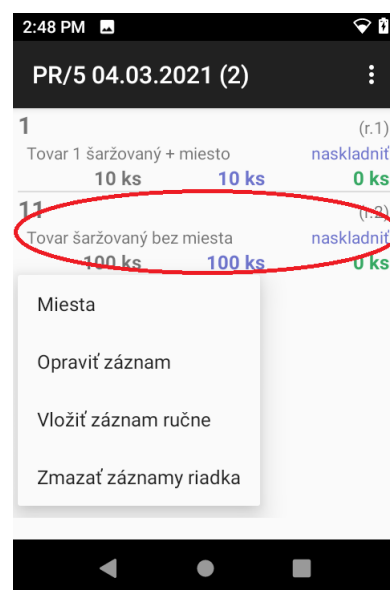 2:48 PM
PR/5 04.03.2021 (2)
1 (r.1)
Tovar 1 šaržovaný + miesto naskladniť
10 ks 10 ks 0 ks
11 (r.2)
Tovar šaržovaný bez miesta naskladniť
100 ks 100 ks 0 ks
Miesta
Opraviť záznam
Vložiť záznam ručne
Zmazať záznamy riadka